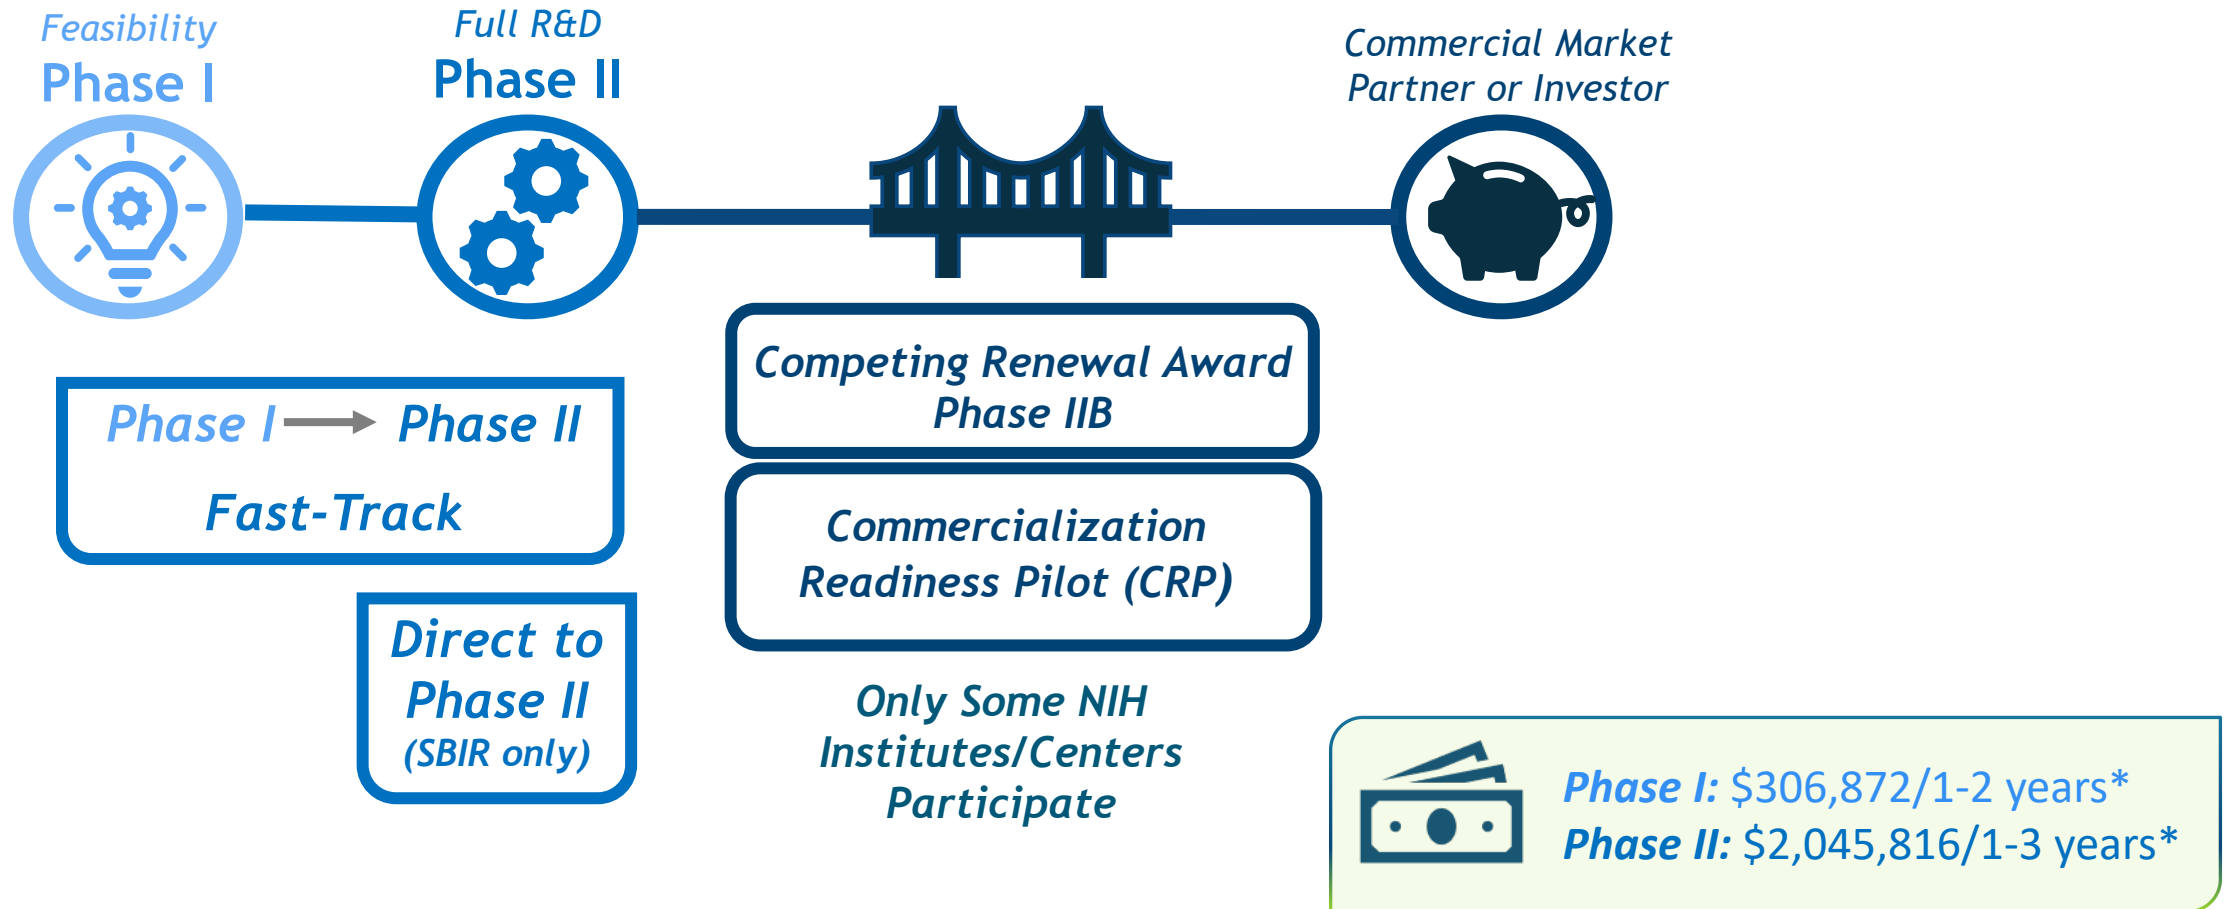 Feasibility
Phase I
Full R&D
Phase II
Commercial Market
Partner or Investor
Phase I → Phase II
Fast-Track
Direct to
Phase II
(SBIR only)
Competing Renewal Award
Phase IIB
Commercialization
Readiness Pilot (CRP)
Only Some NIH
Institutes/Centers
Participate
Phase I: $306,872/1-2 years*
Phase II: $2,045,816/1-3 years*